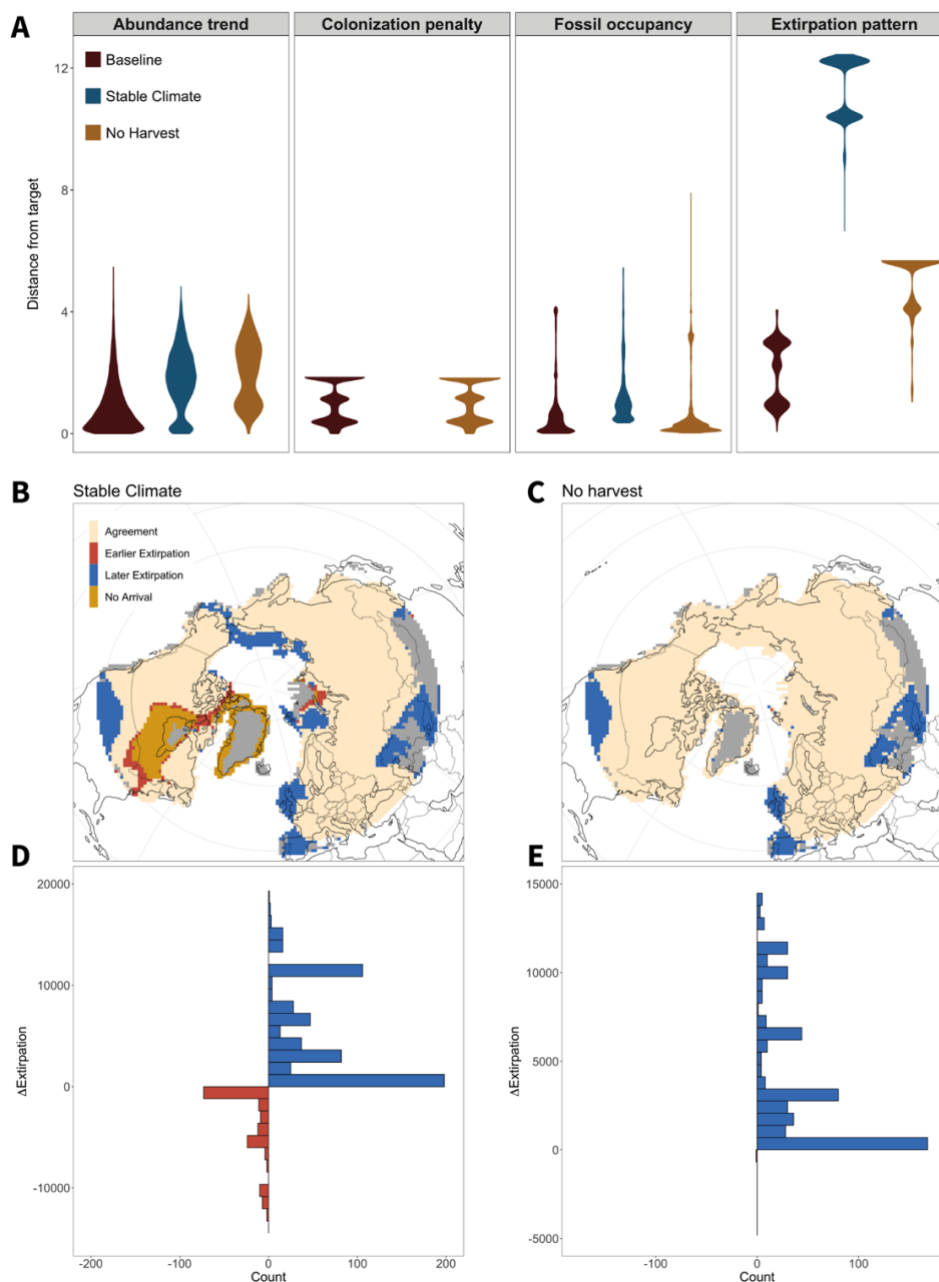 A
Abundance trend
Colonization penalty
Fossil occupancy
Extirpation pattern
Baseline
Stable Climate
No Harvest
Distance from target
12
8
4
0
B
Stable Climate
Agreement
Earlier Extirpation
Later Extirpation
No Arrival
C
No harvest
D
ΔExtirpation
20000
10000
0
-10000
-200
-100
0
100
200
Count
E
ΔExtirpation
15000
10000
5000
0
-5000
-100
0
100
Count